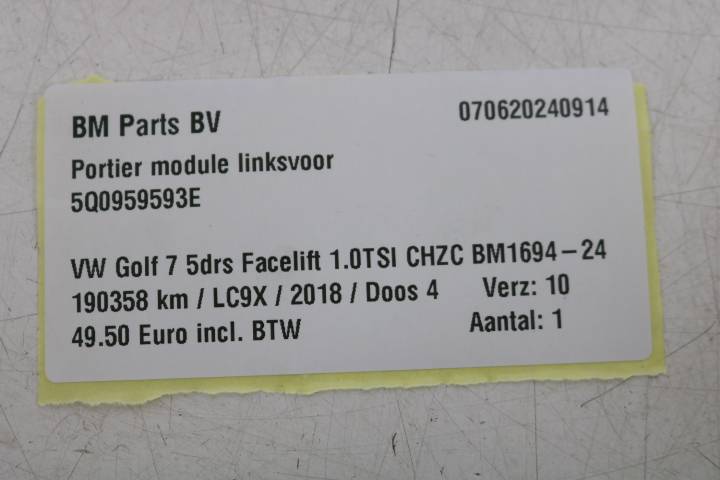 BM Parts BV 070620240914
Portier module linksvoor
5Q0959593E
VW Golf 7 5drs Facelift 1.0TSI CHZC BM1694-24
190358 km / LC9X / 2018 / Doos 4 Verz: 10
49.50 Euro incl. BTW Aantal: 1